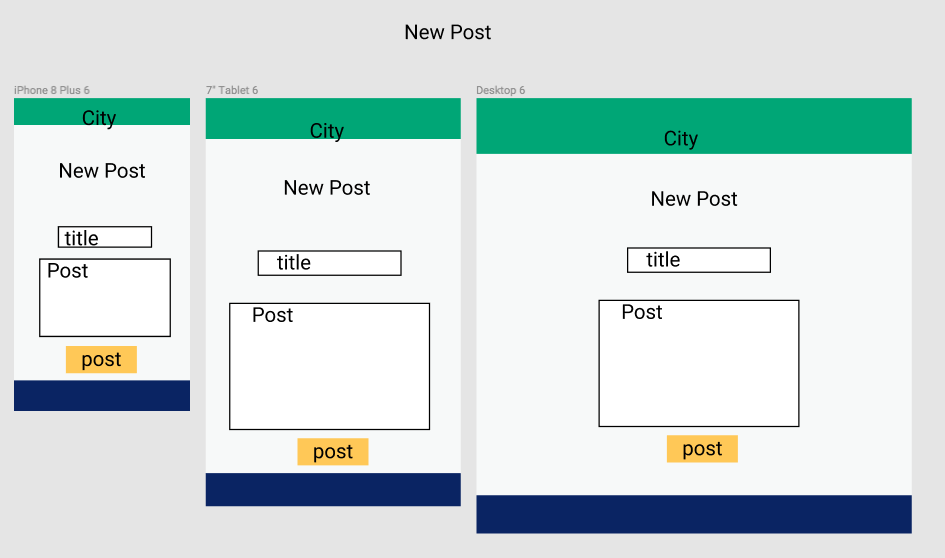 New Post
iPhone 8 Plus 6
City
New Post
title
Post
post
7" Tablet 6
City
New Post
title
Post
post
Desktop 6
City
New Post
title
Post
post